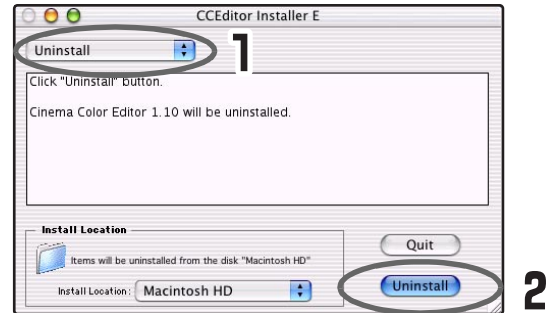 CCEditor Installer E
Uninstall
1
Click "Uninstall" button.
Cinema Color Editor 1.10 will be uninstalled.
Install Location
Items will be uninstalled from the disk "Macintosh HD"
Install Location: Macintosh HD
Quit
Uninstall
2